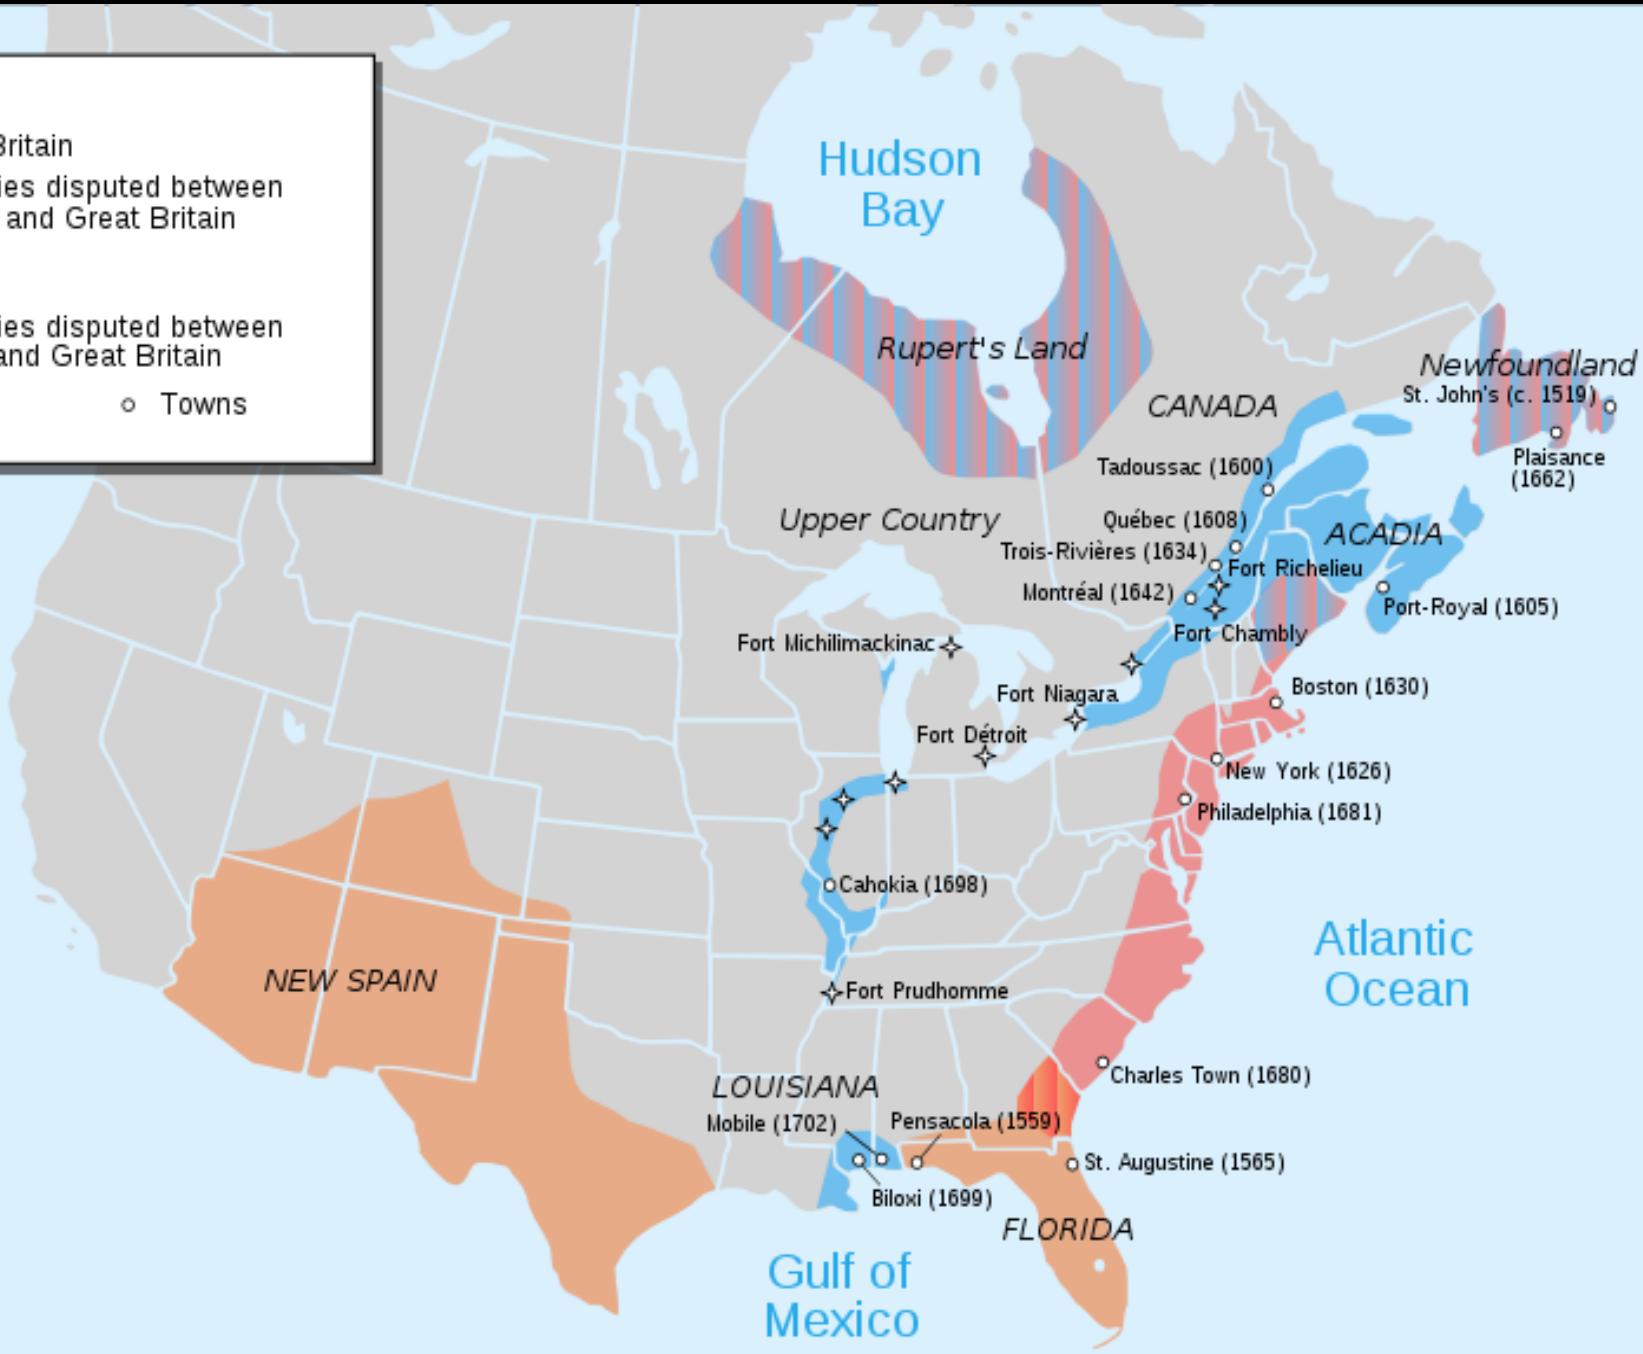 Britain
ies disputed between
and Great Britain
ies disputed between
and Great Britain
Towns
Hudson
Bay
Rupert's Land
CANADA
Newfoundland
St. John's (c. 1519)
Plaisance
(1662)
Tadoussac (1600)
Upper Country
Québec (1608)
ACADIA
Trois-Rivières (1634)
Fort Richelieu
Montréal (1642)
Port-Royal (1605)
Fort Chambly
Fort Michilimackinac
Fort Niagara
Boston (1630)
Fort Détroit
New York (1626)
Philadelphia (1681)
Cahokia (1698)
Atlantic
Ocean
NEW SPAIN
Fort Prudhomme
LOUISIANA
Charles Town (1680)
Mobile (1702)
Pensacola (1559)
St. Augustine (1565)
Biloxi (1699)
FLORIDA
Gulf of
Mexico